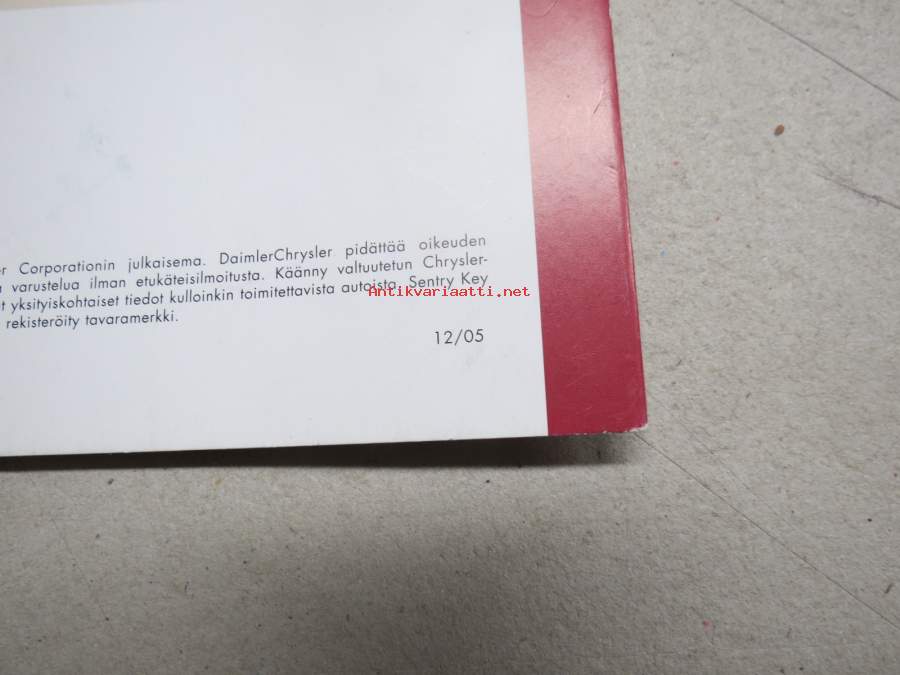 r Corporationin julkaisema. DaimlerChrysler pidättää oikeuden
varustelua ilman etukäteisilmoitusta. Käänny valtuutetun Chrysler-
t yksityiskohtaiset tiedot kulloinkin toimitettavista autoista. Sentry Key
rekisteröity tavaramerkki.
12/05
Antikvariaatti.net